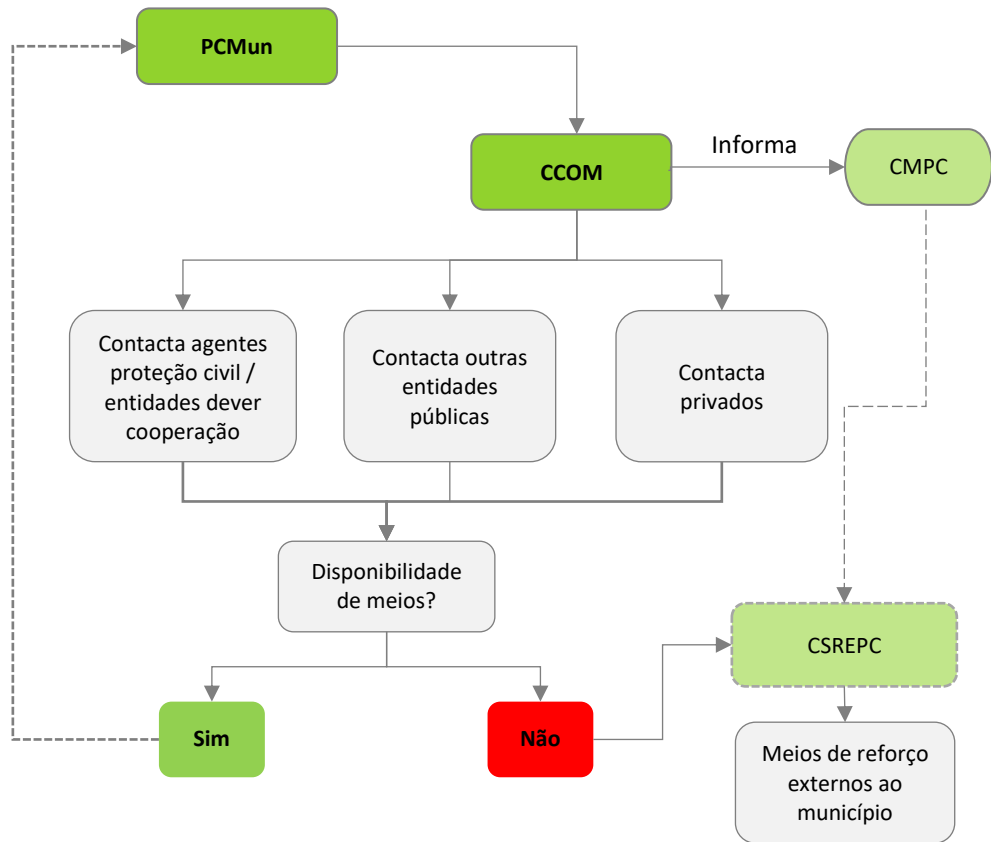 PCMun
CCOM
Informa
CMPC
Contacta agentes
proteção civil /
entidades dever
cooperação
Contacta outras
entidades
públicas
Contacta
privados
Disponibilidade
de meios?
CSREPC
Sim
Não
Meios de reforço
externos ao
município